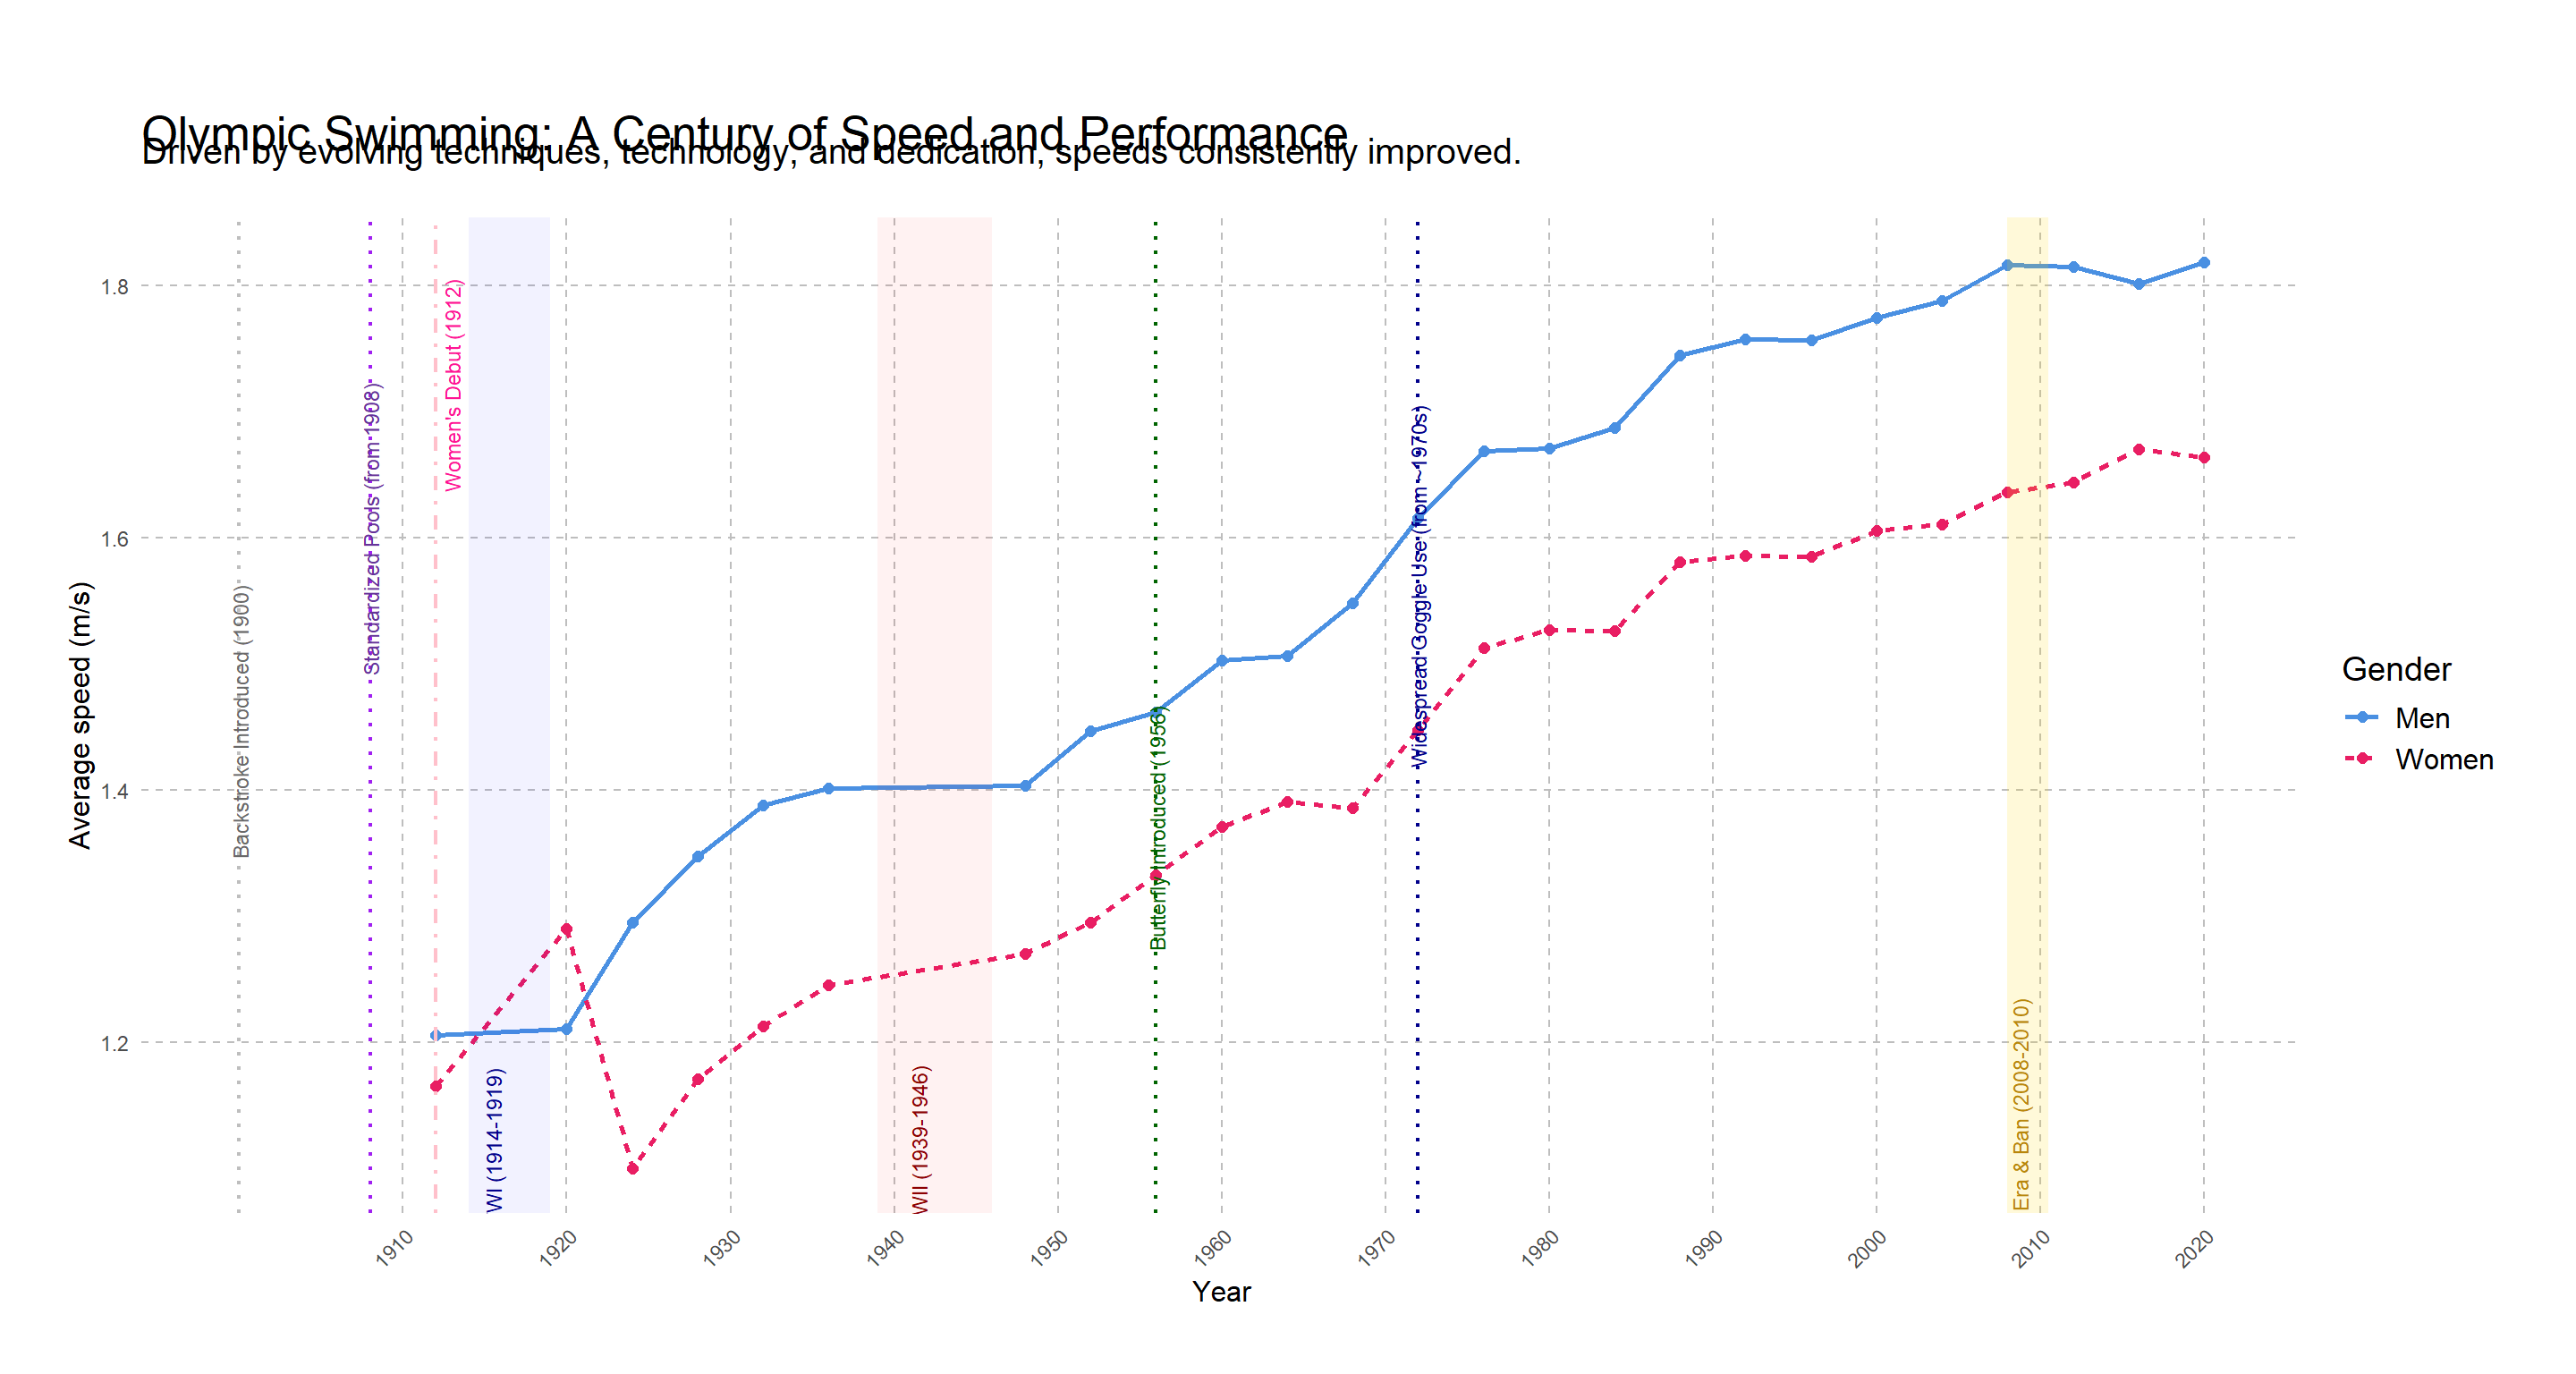 Olympic Swimming: A Century of Speed and Performance
Driven by evolving techniques, technology, and dedication, speeds consistently improved.
Average speed (m/s)
1.8
1.6
1.4
1.2
Backstroke Introduced (1900)
Standardized Pools (from 1908)
Women's Debut (1912)
WI (1914-1919)
WII (1939-1946)
Butterfly Introduced (1956)
Widespread Goggle Use (from ~1970s)
Era & Ban (2008-2010)
1910
1920
1930
1940
1950
1960
1970
1980
1990
2000
2010
2020
Year
Gender
Men
Women